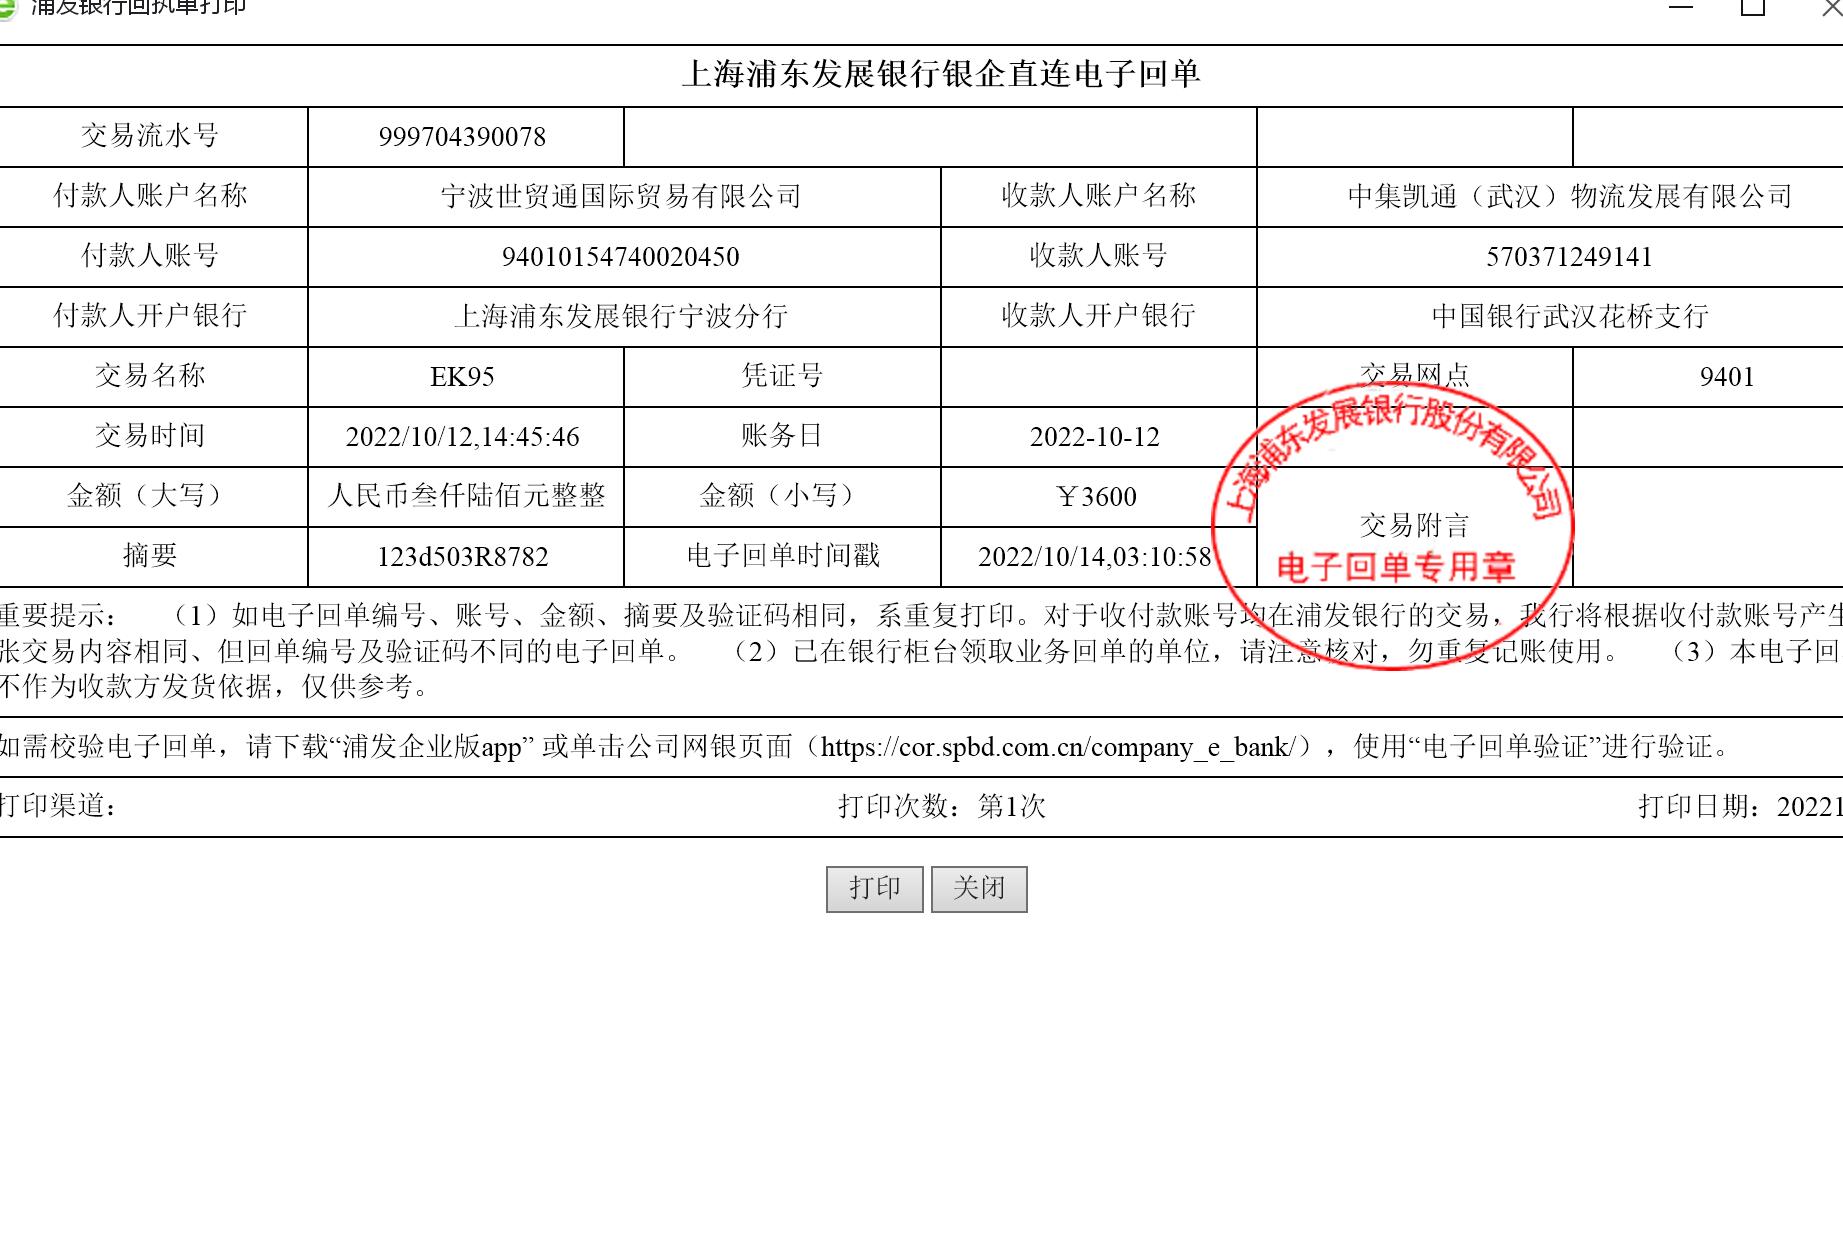 浦发银行回执单打印
上海浦东发展银行银企直连电子回单
交易流水号 999704390078
付款人账户名称 宁波世贸通国际贸易有限公司 收款人账户名称 中集凯通（武汉）物流发展有限公司
付款人账号 94010154740020450 收款人账号 570371249141
付款人开户银行 上海浦东发展银行宁波分行 收款人开户银行 中国银行武汉花桥支行
交易名称 EK95 凭证号 交易网点 9401
交易时间 2022/10/12,14:45:46 账务日 2022-10-12
上海浦东发展银行股份有限公司
金额（大写） 人民币叁仟陆佰元整整 金额（小写） ￥3600
交易附言
摘要 123d503R8782 电子回单时间戳 2022/10/14,03:10:58
电子回单专用章
重要提示： （1）如电子回单编号、账号、金额、摘要及验证码相同，系重复打印。对于收付款账号均在浦发银行的交易，我行将根据收付款账号产生
张交易内容相同、但回单编号及验证码不同的电子回单。 （2）已在银行柜台领取业务回单的单位，请注意核对，勿重复记账使用。 （3）本电子回
不作为收款方发货依据，仅供参考。
如需校验电子回单，请下载“浦发企业版app” 或单击公司网银页面（https://cor.spbd.com.cn/company_e_bank/），使用“电子回单验证”进行验证。
打印渠道： 打印次数：第1次 打印日期：20221
打印 关闭